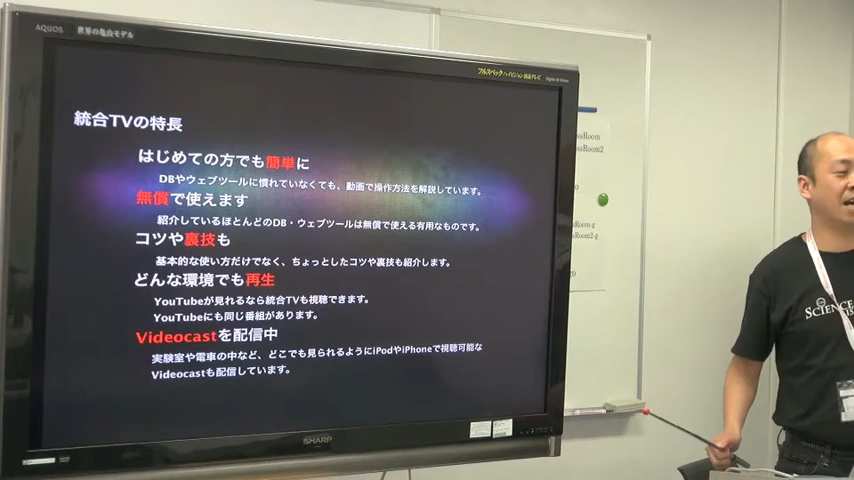 AQUOS 世界の亀山モデル
フルスペックハイビジョン液晶テレビ
統合TVの特長
はじめての方でも簡単に
DBやウェブツールに慣れていなくても、動画で操作方法を解説しています。
無償で使えます
紹介しているほとんどのDB・ウェブツールは無償で使える有用なものです。
コツや裏技も
基本的な使い方だけでなく、ちょっとしたコツや裏技も紹介します。
どんな環境でも再生
YouTubeが見れるなら統合TVも視聴できます。
YouTubeにも同じ番組があります。
Videocastを配信中
実験室や電車の中など、どこでも見られるようにiPodやiPhoneで視聴可能な
Videocastも配信しています。
SHARP
ssRoom
ssRoom2
ssRoom-g
sRoom2-g
SCIENCE